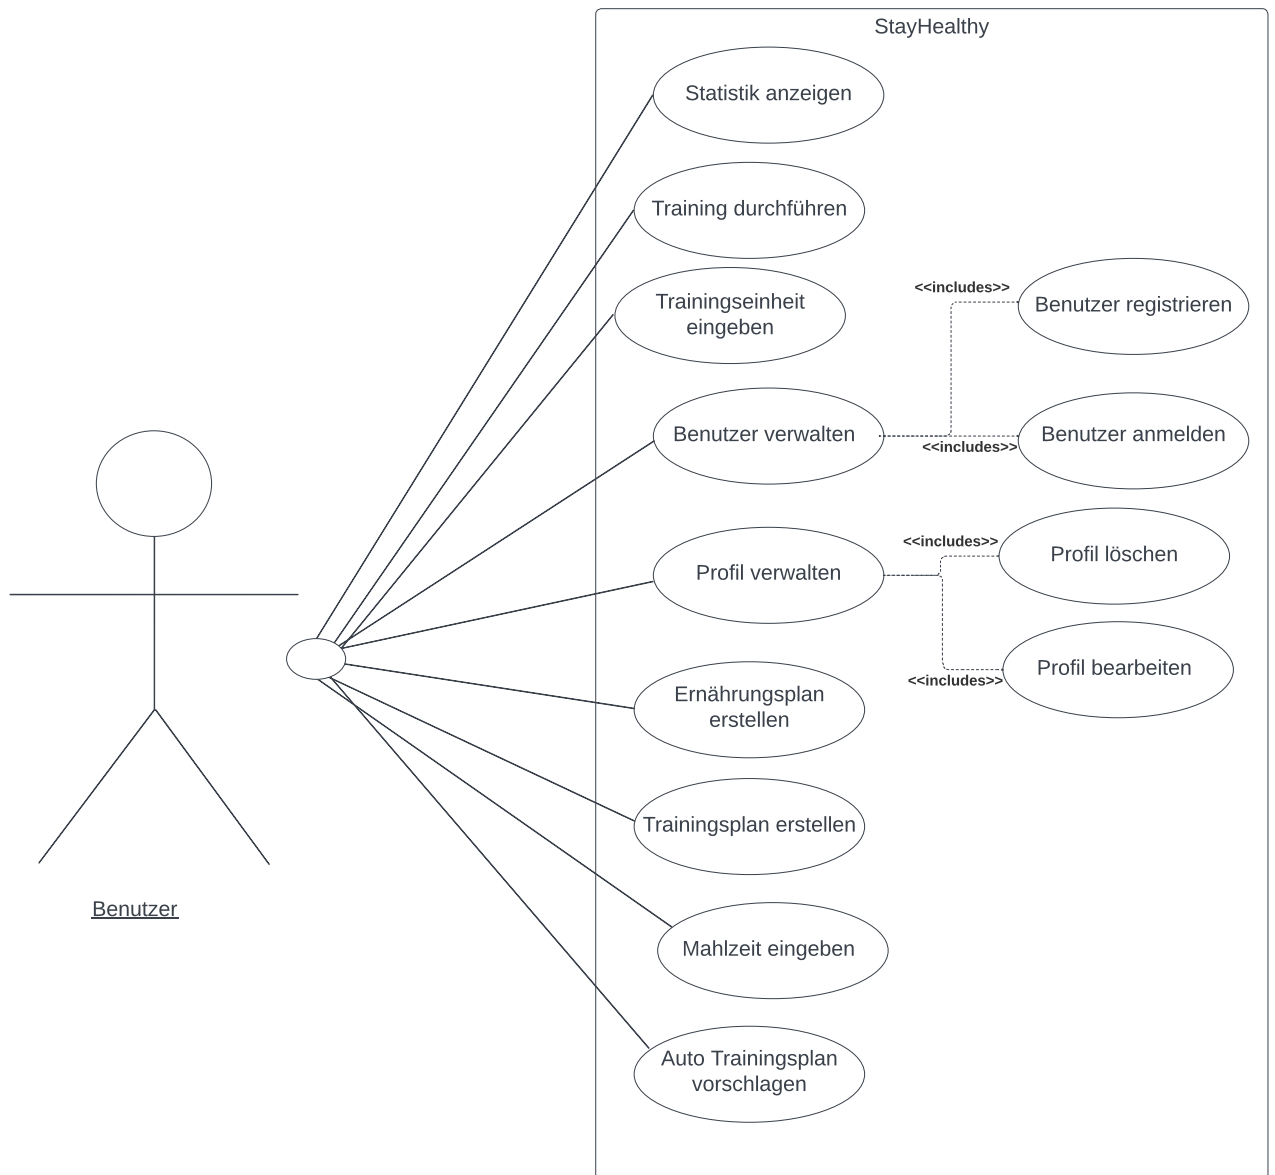 StayHealthy
Statistik anzeigen
Training durchführen
Trainingseinheit
eingeben
<<includes>>
Benutzer registrieren
Benutzer verwalten
<<includes>>
Benutzer anmelden
Profil verwalten
<<includes>>
Profil löschen
<<includes>>
Profil bearbeiten
Ernährungsplan
erstellen
Trainingsplan erstellen
Benutzer
Mahlzeit eingeben
Auto Trainingsplan
vorschlagen